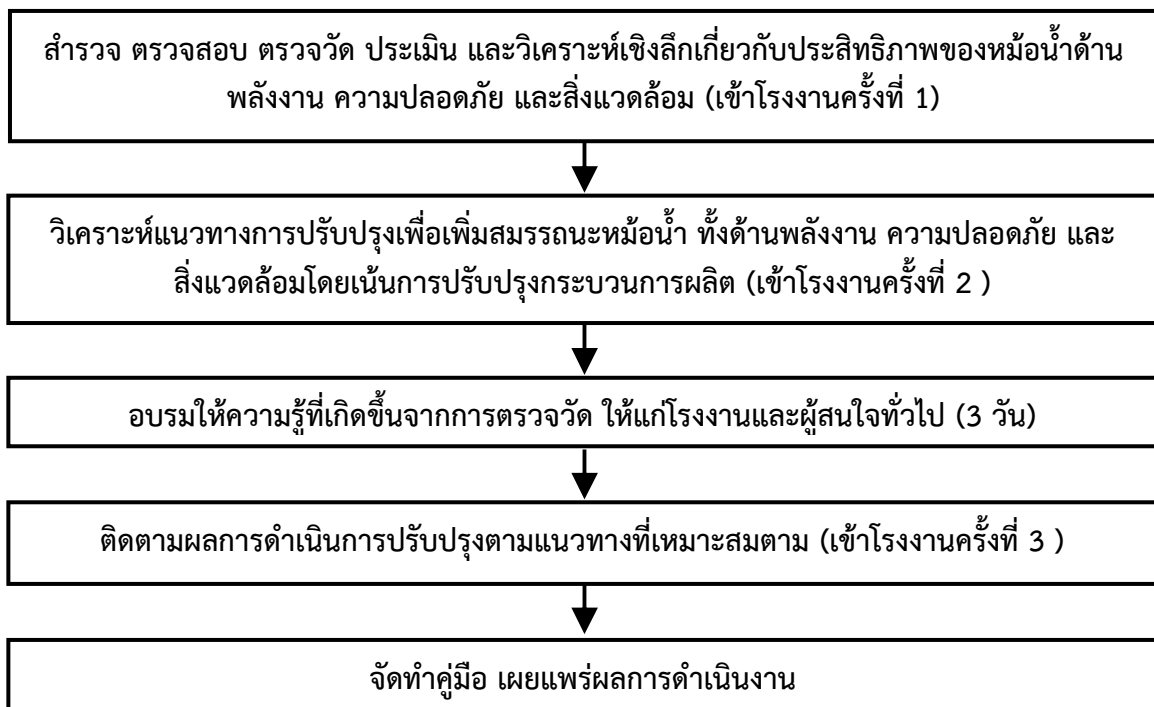 สำรวจ ตรวจสอบ ตรวจวัด ประเมิน และวิเคราะห์เชิงลึกเกี่ยวกับประสิทธิภาพของหม้อน้ำด้าน
พลังงาน ความปลอดภัย และสิ่งแวดล้อม (เข้าโรงงานครั้งที่ 1)
วิเคราะห์แนวทางการปรับปรุงเพื่อเพิ่มสมรรถนะหม้อน้ำ ทั้งด้านพลังงาน ความปลอดภัย และ
สิ่งแวดล้อมโดยเน้นการปรับปรุงกระบวนการผลิต (เข้าโรงงานครั้งที่ 2 )
อบรมให้ความรู้ที่เกิดขึ้นจากการตรวจวัด ให้แก่โรงงานและผู้สนใจทั่วไป (3 วัน)
ติดตามผลการดำเนินการปรับปรุงตามแนวทางที่เหมาะสมตาม (เข้าโรงงานครั้งที่ 3 )
จัดทำคู่มือ เผยแพร่ผลการดำเนินงาน